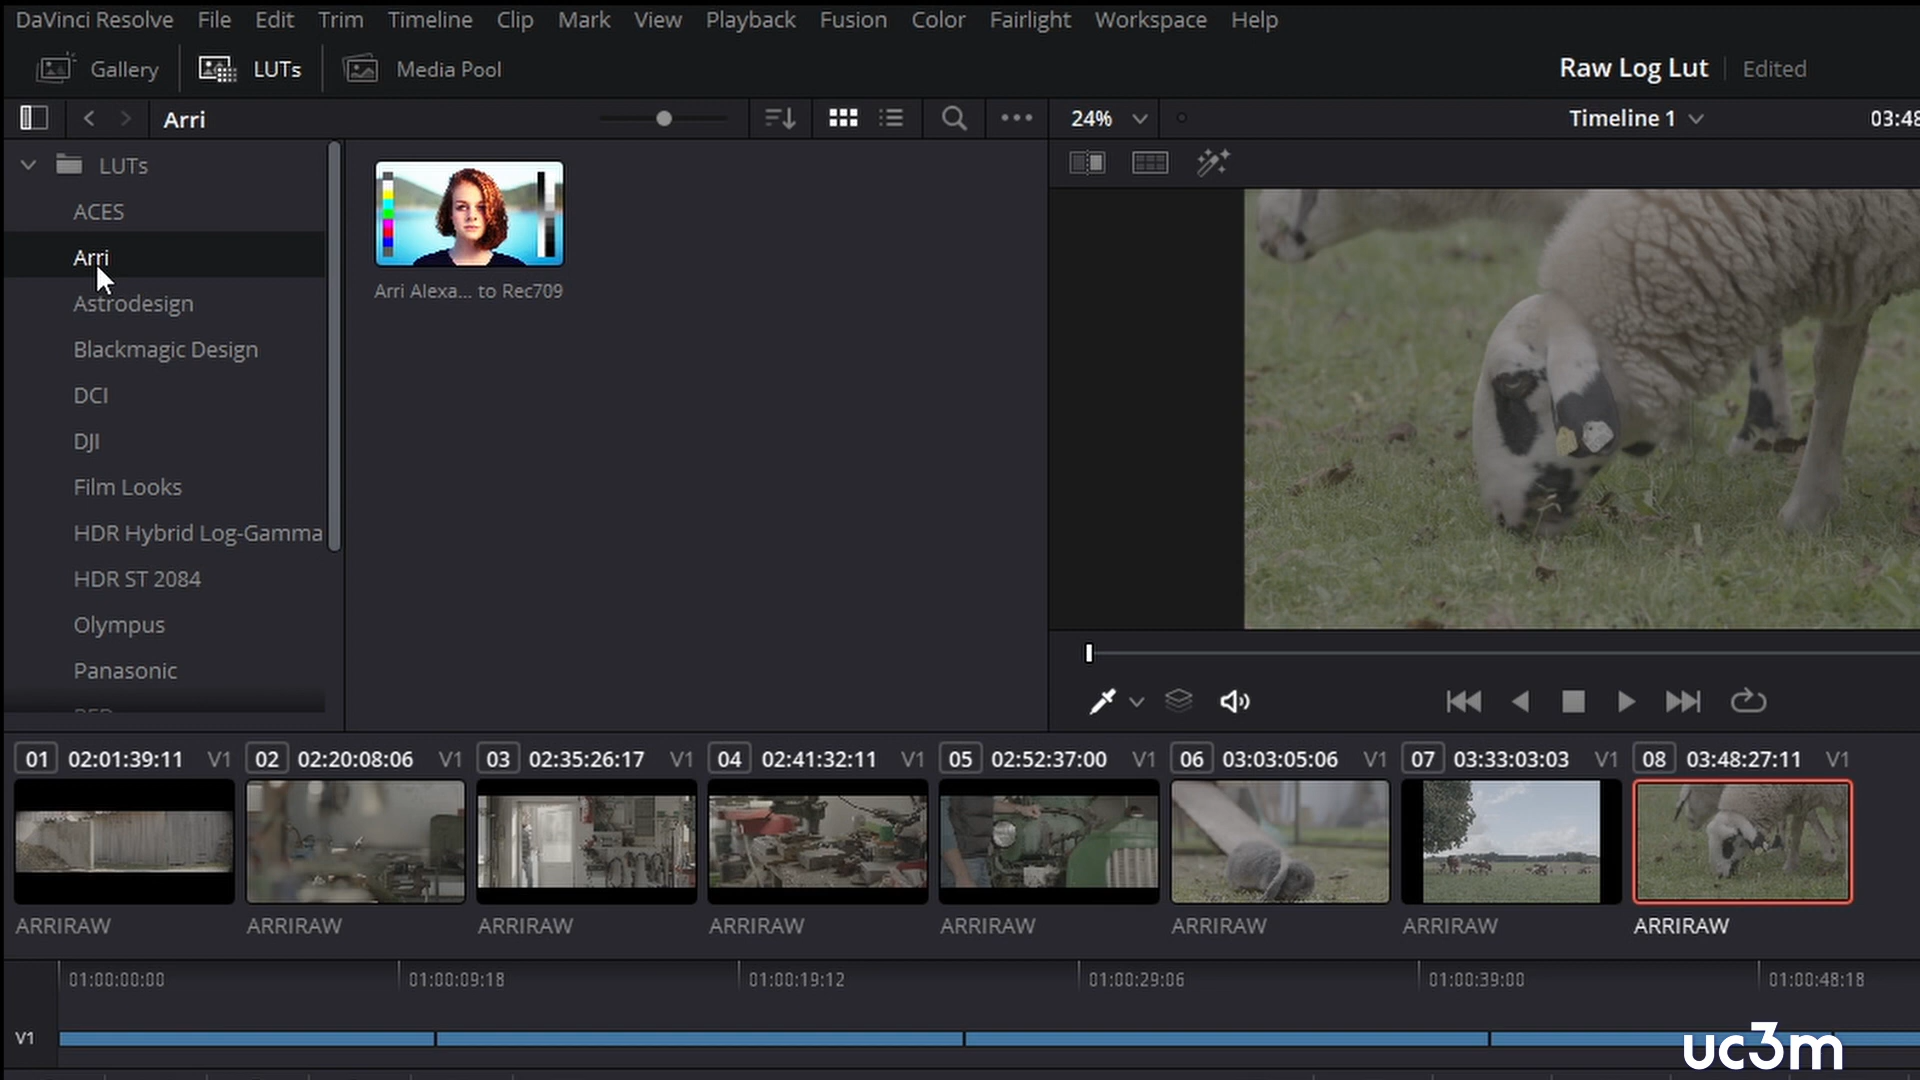 DaVinci Resolve File Edit Trim Timeline Clip Mark View Playback Fusion Color Fairlight Workspace Help
Gallery LUTs Media Pool Raw Log Lut Edited
Arri 24% Timeline 1 03:48
LUTs
ACES
Arri
Arri Alexa... to Rec709
Astrodesign
Blackmagic Design
DCI
DJI
Film Looks
HDR Hybrid Log-Gamma
HDR ST 2084
Olympus
Panasonic
01 02:01:39:11 V1 02 02:20:08:06 V1 03 02:35:26:17 V1 04 02:41:32:11 V1 05 02:52:37:00 V1 06 03:03:05:06 V1 07 03:33:03:03 V1 08 03:48:27:11 V1
ARRIRAW ARRIRAW ARRIRAW ARRIRAW ARRIRAW ARRIRAW ARRIRAW ARRIRAW
01:00:00:00 01:00:09:18 01:00:19:12 01:00:29:06 01:00:39:00 01:00:48:18
V1
uc3m